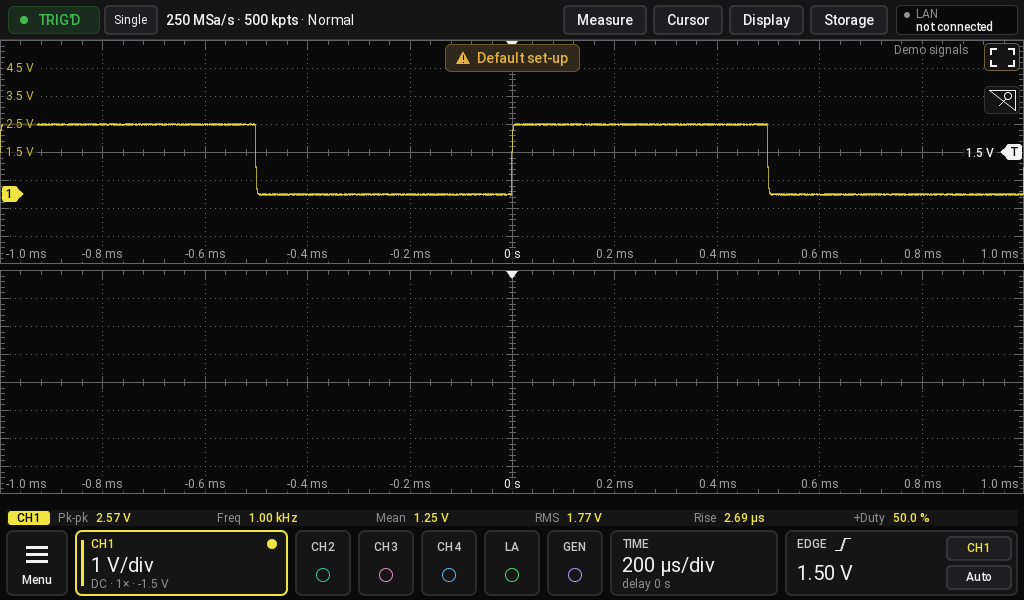 TRIG'D
Single
250 MSa/s · 500 kpts · Normal
Measure
Cursor
Display
Storage
LAN
not connected
Default set-up
Demo signals
4.5 V
3.5 V
2.5 V
1.5 V
1.5 V
T
1
-1.0 ms
-0.8 ms
-0.6 ms
-0.4 ms
-0.2 ms
0 s
0.2 ms
0.4 ms
0.6 ms
0.8 ms
1.0 ms
-1.0 ms
-0.8 ms
-0.6 ms
-0.4 ms
-0.2 ms
0 s
0.2 ms
0.4 ms
0.6 ms
0.8 ms
1.0 ms
CH1 Pk-pk 2.57 V Freq 1.00 kHz Mean 1.25 V RMS 1.77 V Rise 2.69 µs +Duty 50.0 %
Menu
CH1
1 V/div
DC · 1× · -1.5 V
CH2
CH3
CH4
LA
GEN
TIME
200 µs/div
delay 0 s
EDGE
1.50 V
CH1
Auto